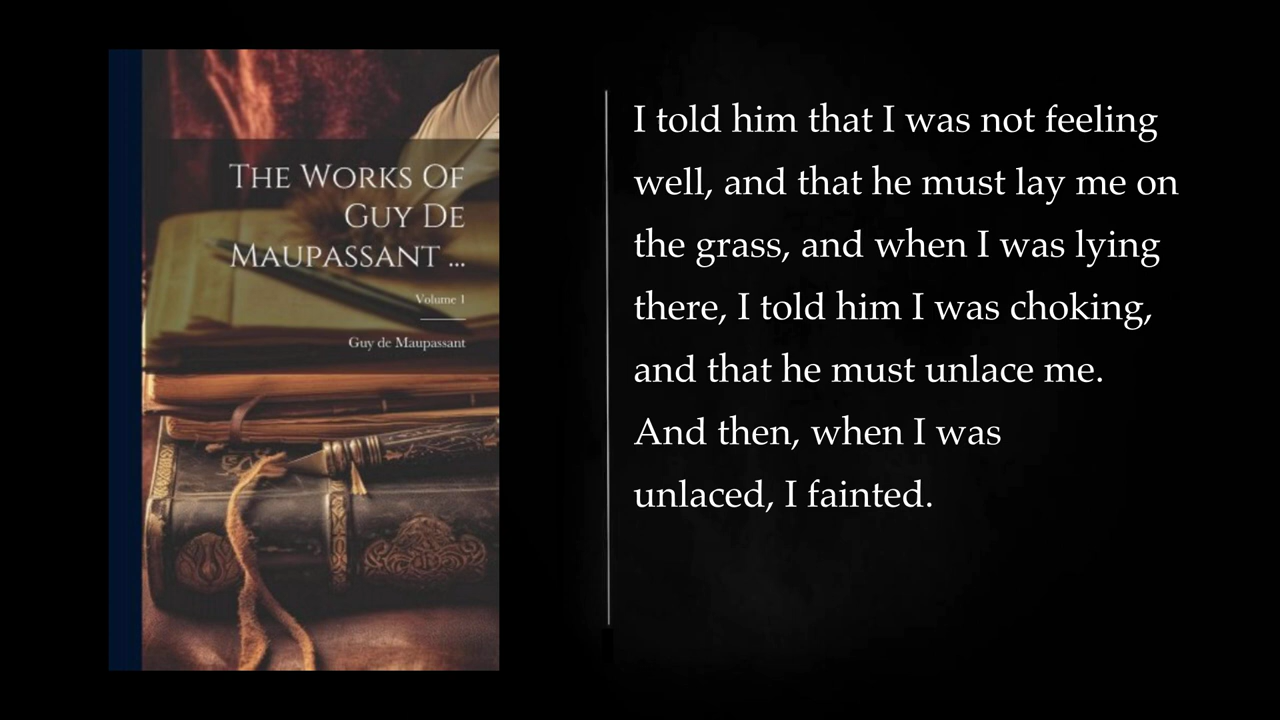 The Works Of
Guy De
Maupassant ...
Volume 1
Guy de Maupassant
I told him that I was not feeling
well, and that he must lay me on
the grass, and when I was lying
there, I told him I was choking,
and that he must unlace me.
And then, when I was
unlaced, I fainted.